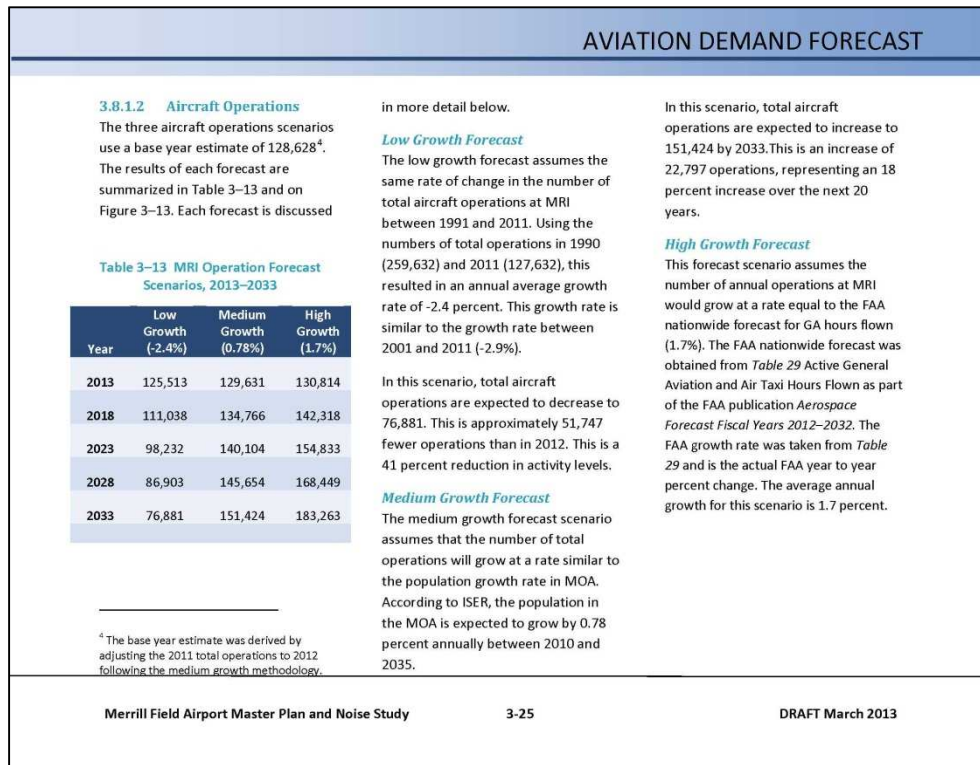 AVIATION DEMAND FORECAST
3.8.1.2 Aircraft Operations
The three aircraft operations scenarios
use a base year estimate of 128,628⁴.
The results of each forecast are
summarized in Table 3–13 and on
Figure 3–13. Each forecast is discussed
Table 3–13 MRI Operation Forecast
Scenarios, 2013–2033
Year Low Growth (-2.4%) Medium Growth (0.78%) High Growth (1.7%)
2013 125,513 129,631 130,814
2018 111,038 134,766 142,318
2023 98,232 140,104 154,833
2028 86,903 145,654 168,449
2033 76,881 151,424 183,263
⁴ The base year estimate was derived by
adjusting the 2011 total operations to 2012
following the medium growth methodology.
in more detail below.
Low Growth Forecast
The low growth forecast assumes the
same rate of change in the number of
total aircraft operations at MRI
between 1991 and 2011. Using the
numbers of total operations in 1990
(259,632) and 2011 (127,632), this
resulted in an annual average growth
rate of -2.4 percent. This growth rate is
similar to the growth rate between
2001 and 2011 (-2.9%).
In this scenario, total aircraft
operations are expected to decrease to
76,881. This is approximately 51,747
fewer operations than in 2012. This is a
41 percent reduction in activity levels.
Medium Growth Forecast
The medium growth forecast scenario
assumes that the number of total
operations will grow at a rate similar to
the population growth rate in MOA.
According to ISER, the population in
the MOA is expected to grow by 0.78
percent annually between 2010 and
2035.
In this scenario, total aircraft
operations are expected to increase to
151,424 by 2033.This is an increase of
22,797 operations, representing an 18
percent increase over the next 20
years.
High Growth Forecast
This forecast scenario assumes the
number of annual operations at MRI
would grow at a rate equal to the FAA
nationwide forecast for GA hours flown
(1.7%). The FAA nationwide forecast was
obtained from Table 29 Active General
Aviation and Air Taxi Hours Flown as part
of the FAA publication Aerospace
Forecast Fiscal Years 2012–2032. The
FAA growth rate was taken from Table
29 and is the actual FAA year to year
percent change. The average annual
growth for this scenario is 1.7 percent.
Merrill Field Airport Master Plan and Noise Study 3-25 DRAFT March 2013